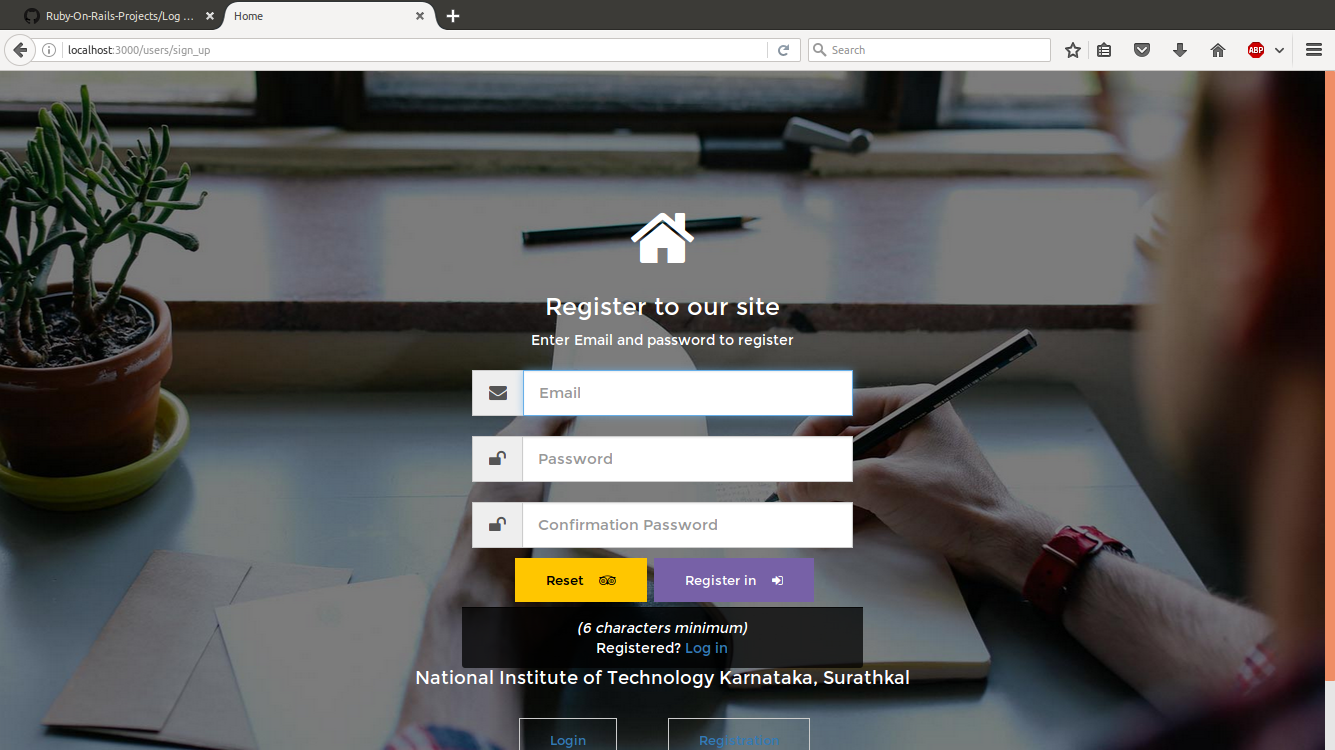 Ruby-On-Rails-Projects/Log ...
Home
localhost:3000/users/sign_up
Search
ABP
Register to our site
Enter Email and password to register
Email
Password
Confirmation Password
Reset
Register in
(6 characters minimum)
Registered? Log in
National Institute of Technology Karnataka, Surathkal
Login
Registration